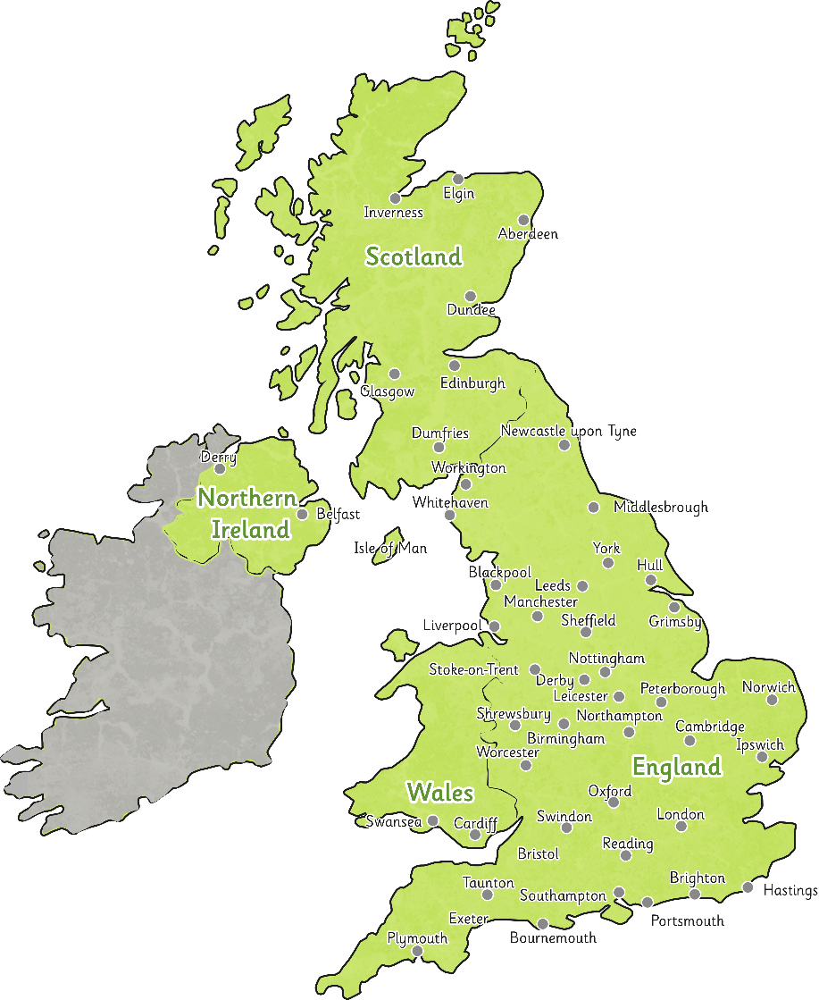 Elgin
Inverness
Aberdeen
Scotland
Dundee
Glasgow
Edinburgh
Dumfries
Newcastle upon Tyne
Derry
Workington
Northern
Ireland
Whitehaven
Middlesbrough
Belfast
Isle of Man
York
Hull
Blackpool
Leeds
Manchester
Sheffield
Grimsby
Liverpool
Nottingham
Stoke-on-Trent
Derby
Leicester
Peterborough
Norwich
Shrewsbury
Northampton
Cambridge
Birmingham
Ipswich
Worcester
England
Wales
Oxford
Swansea
Cardiff
Swindon
London
Reading
Bristol
Brighton
Taunton
Southampton
Hastings
Exeter
Portsmouth
Plymouth
Bournemouth